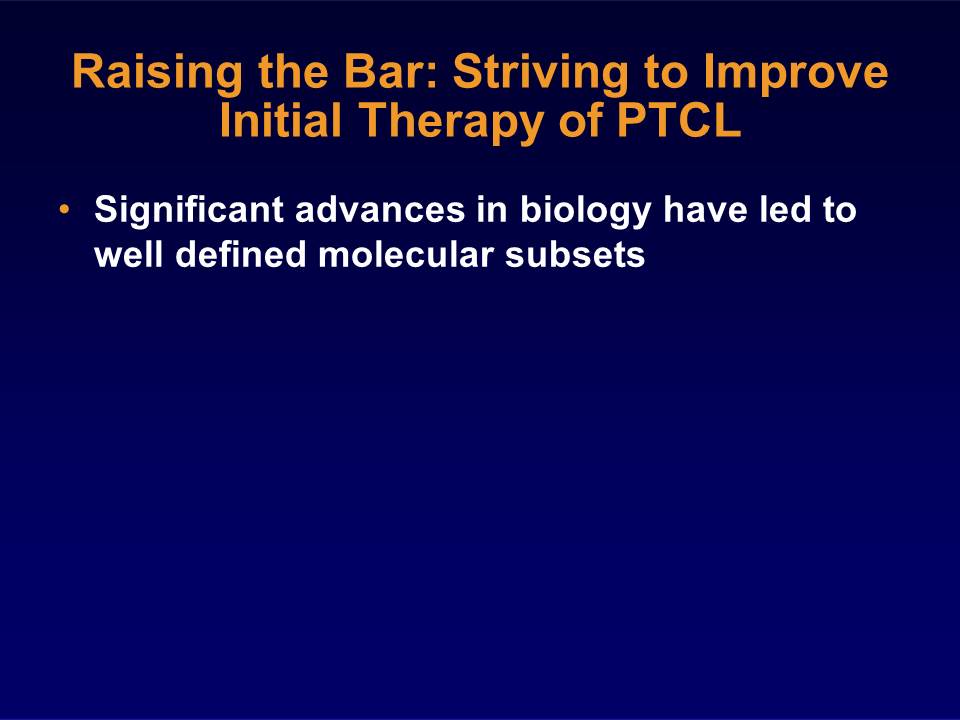 Raising the Bar: Striving to Improve
Initial Therapy of PTCL
• Significant advances in biology have led to
well defined molecular subsets